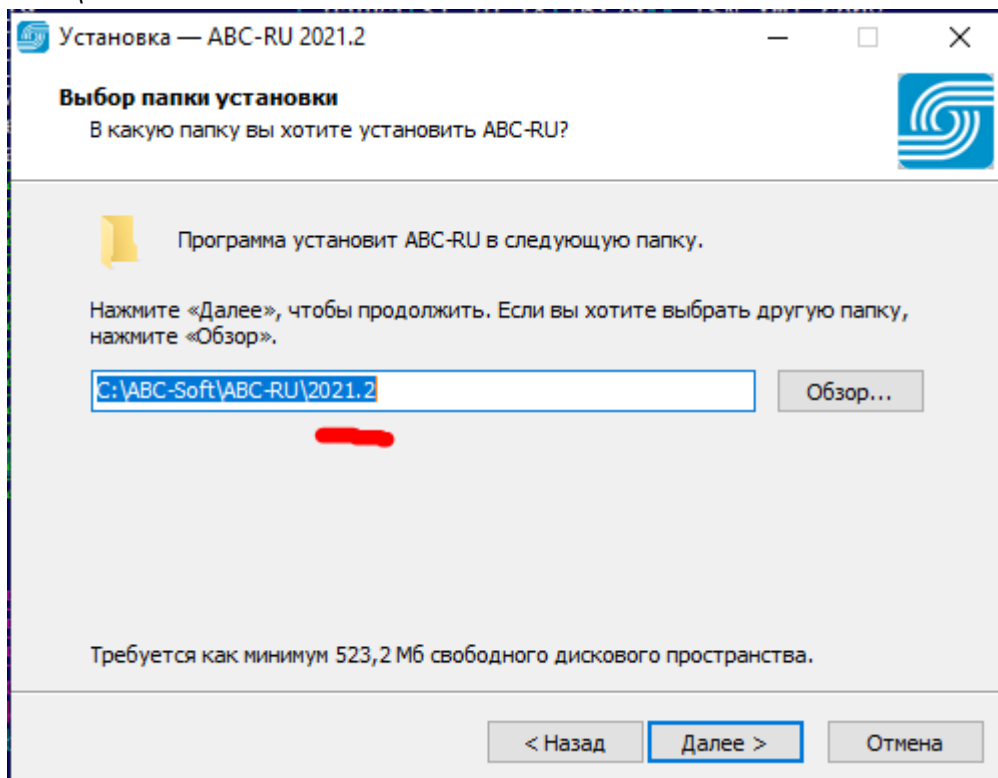 Установка — ABC-RU 2021.2
Выбор папки установки
В какую папку вы хотите установить ABC-RU?
Программа установит ABC-RU в следующую папку.
Нажмите «Далее», чтобы продолжить. Если вы хотите выбрать другую папку,
нажмите «Обзор».
C:\ABC-Soft\ABC-RU\2021.2
Обзор...
Требуется как минимум 523,2 Мб свободного дискового пространства.
< Назад
Далее >
Отмена